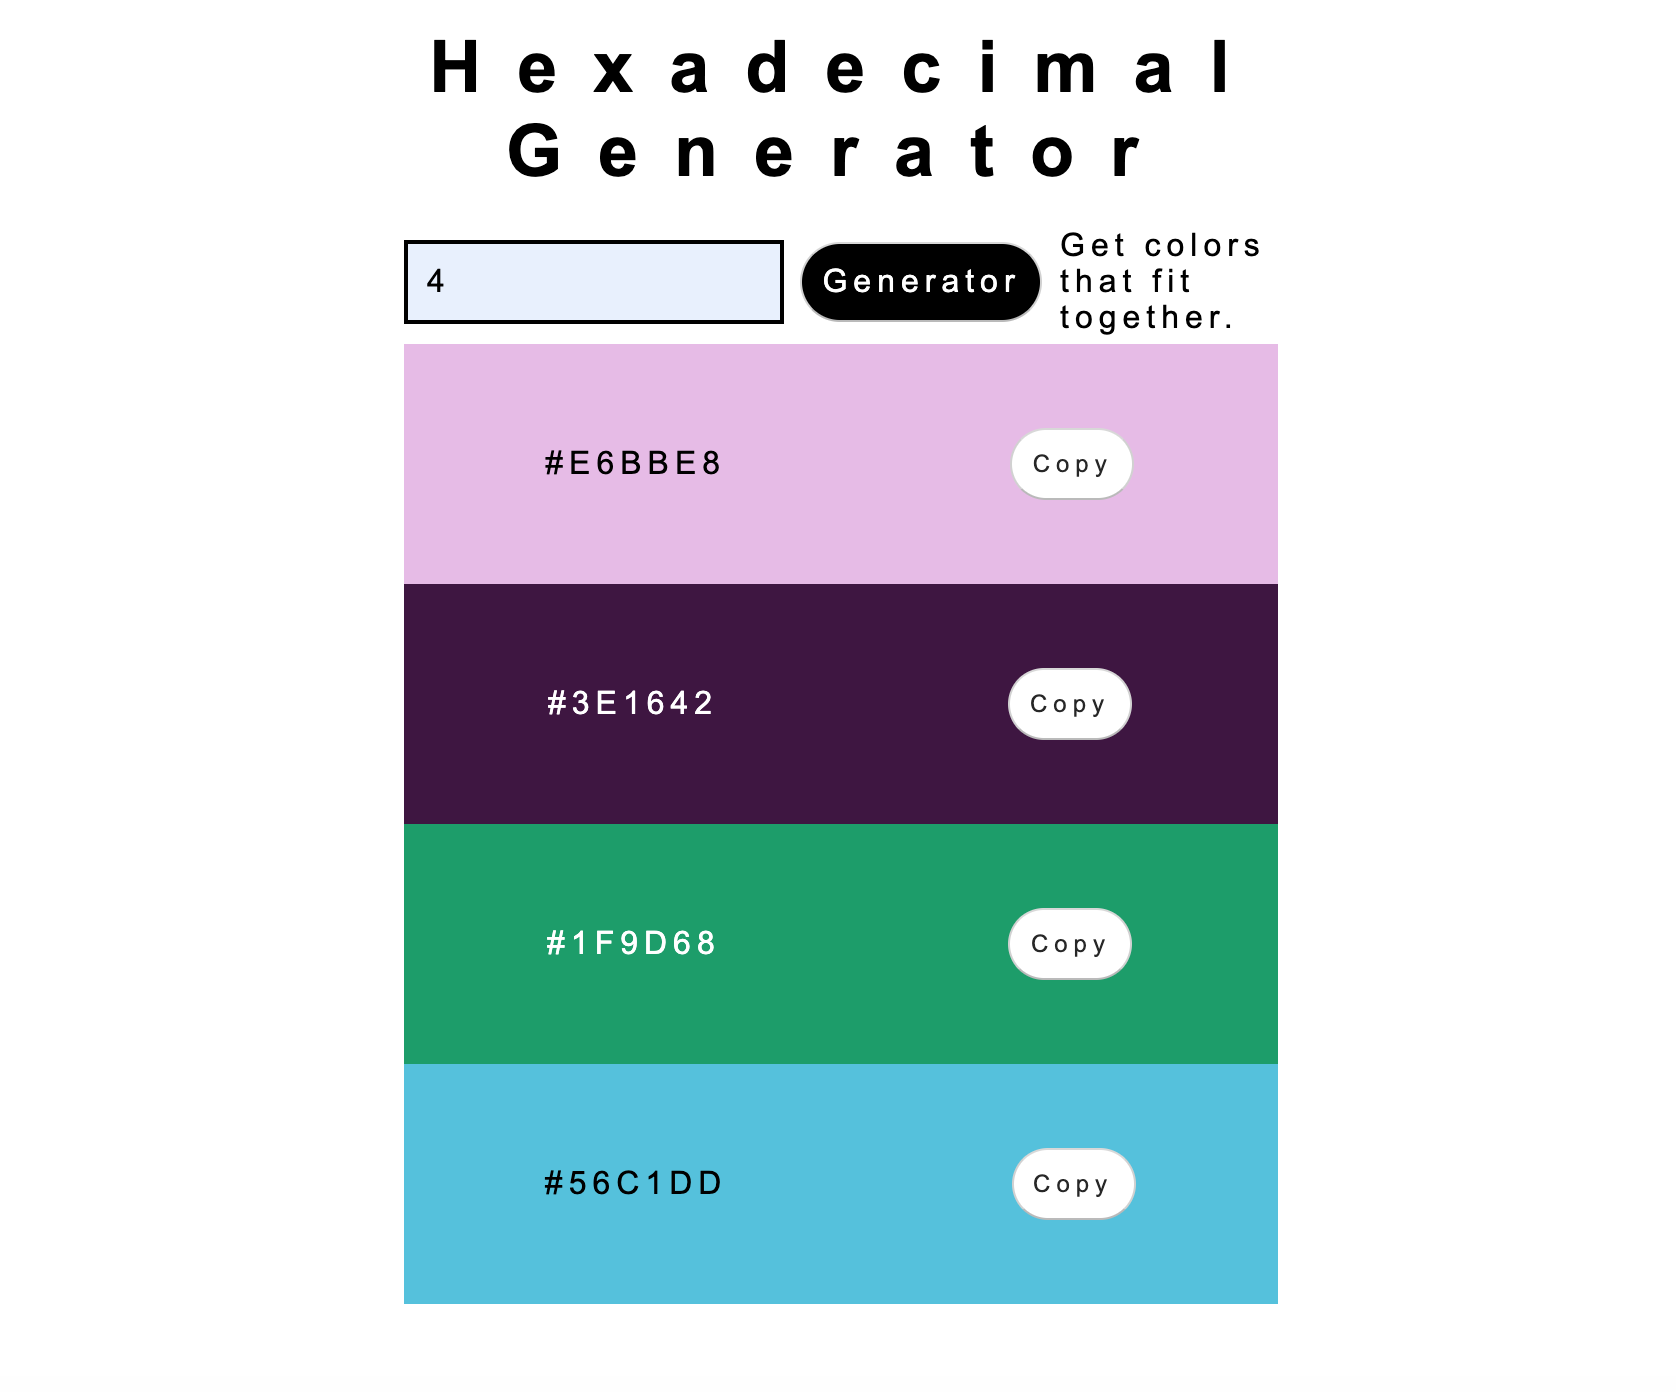 Hexadecimal
Generator
4
Generator
Get colors
that fit
together.
#E6BBE8
Copy
#3E1642
Copy
#1F9D68
Copy
#56C1DD
Copy